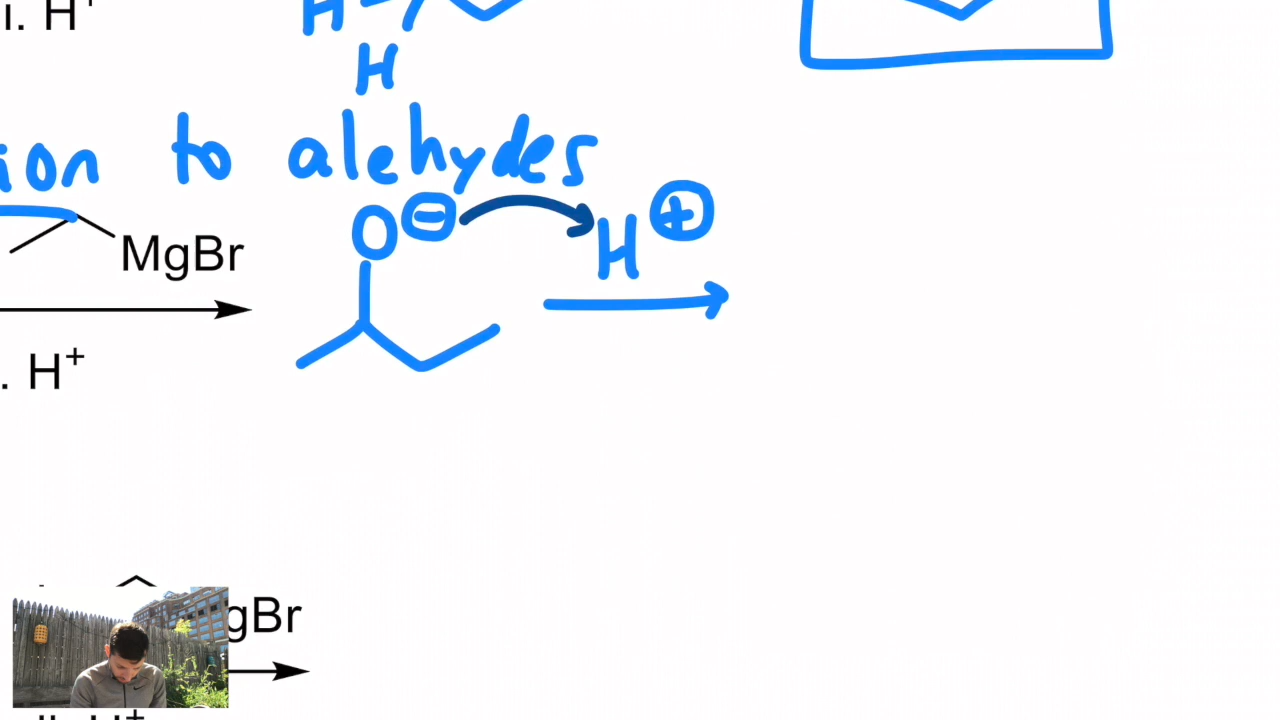 i. H+
H
H
ion to alehydes
O ⊖ H ⊕
MgBr
. H+
gBr